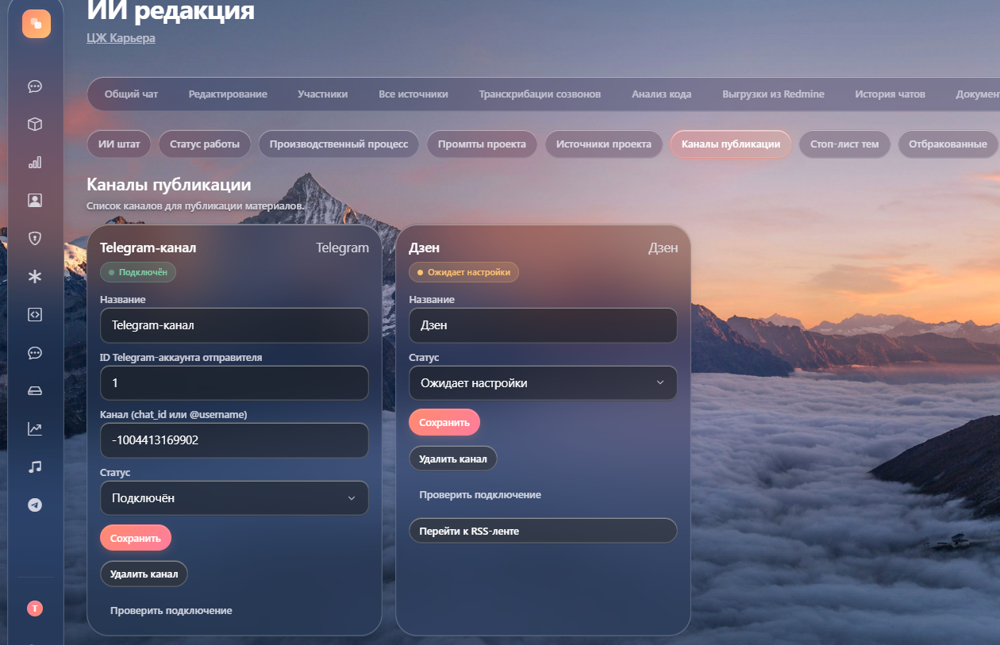 ИИ редакция
ЦЖ Карьера
Общий чат Редактирование Участники Все источники Транскрибации созвонов Анализ кода Выгрузки из Redmine История чатов
ИИ штат Статус работы Производственный процесс Промпты проекта Источники проекта Каналы публикации Стоп-лист тем Отбракованные
Каналы публикации
Список каналов для публикации материалов.
Telegram-канал Telegram
Подключён
Название
Telegram-канал
ID Telegram-аккаунта отправителя
1
Канал (chat_id или @username)
-1004413169902
Статус
Подключён
Сохранить
Удалить канал
Проверить подключение
Дзен Дзен
Ожидает настройки
Название
Дзен
Статус
Ожидает настройки
Сохранить
Удалить канал
Проверить подключение
Перейти к RSS-ленте
T